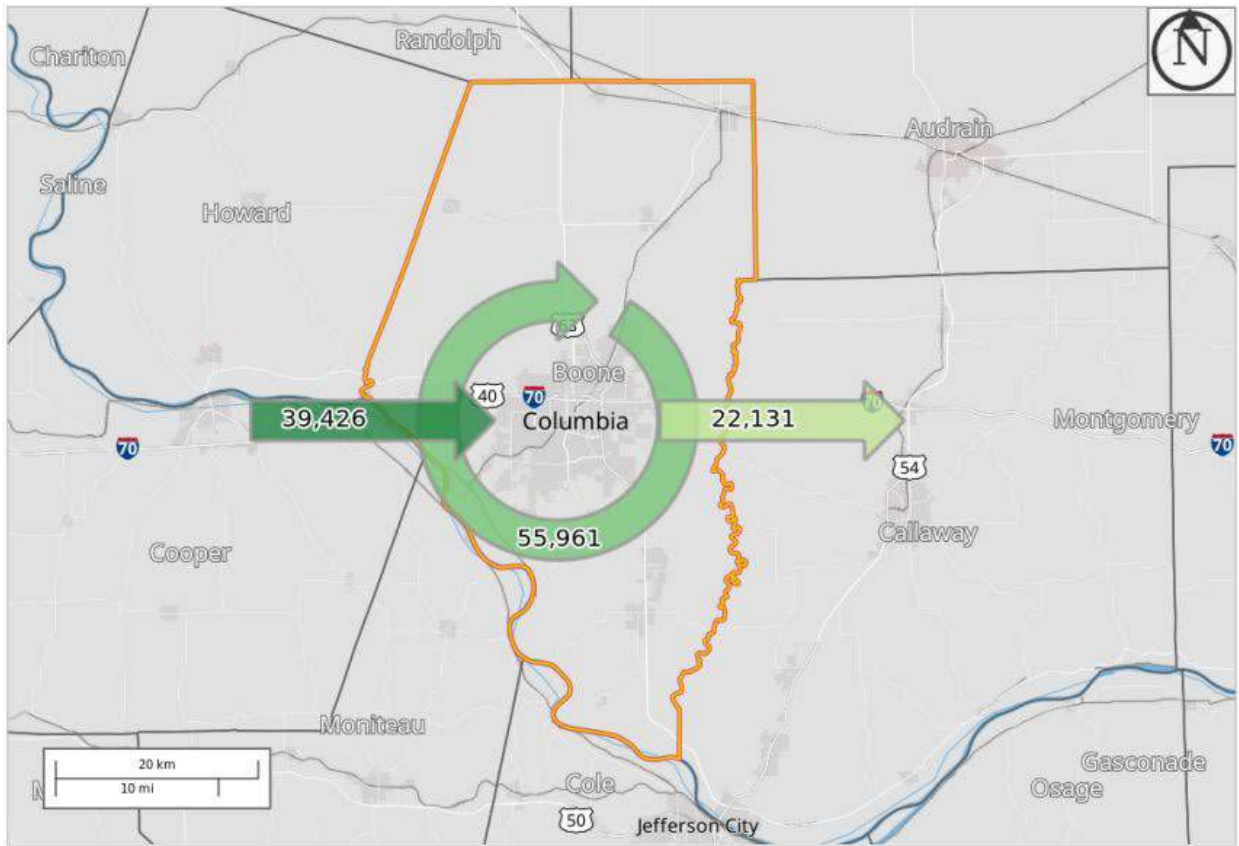 Randolph
Chariton
N
Audrain
Saline
Howard
63
Boone
40
70
70
39,426
Columbia
22,131
Montgomery
70
70
54
55,961
Callaway
Cooper
Moniteau
20 km
10 mi
M
Cole
Gasconade
Osage
50
Jefferson City